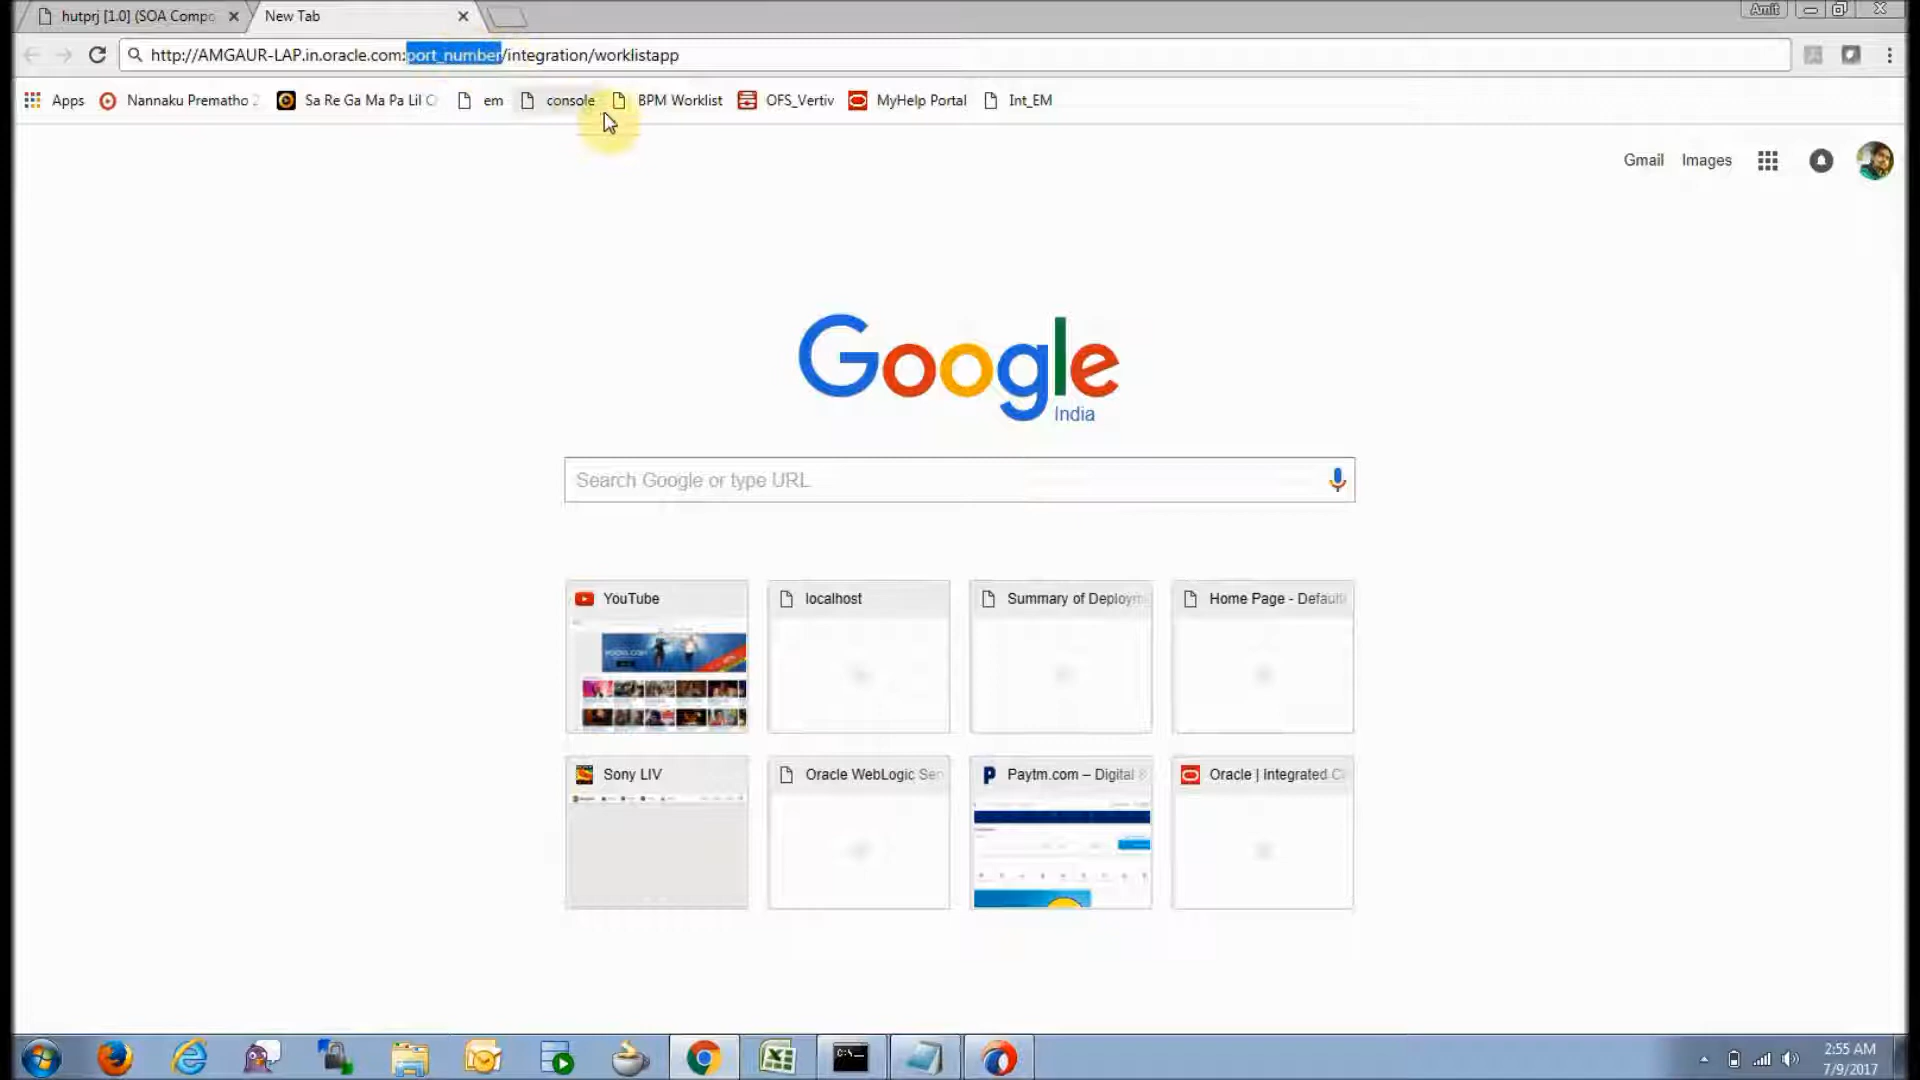 hutprj [1.0] (SOA Compo
New Tab
Amit
http://AMGAUR-LAP.in.oracle.com:port_number/integration/worklistapp
Apps
Nannaku Prematho 2
Sa Re Ga Ma Pa Lil C
em
console
BPM Worklist
OFS_Vertiv
MyHelp Portal
Int_EM
Gmail
Images
Google
India
Search Google or type URL
YouTube
localhost
Summary of Deploym
Home Page - Default
Sony LIV
Oracle WebLogic Ser
Paytm.com – Digital &
Oracle | Integrated Cl
2:55 AM
7/9/2017